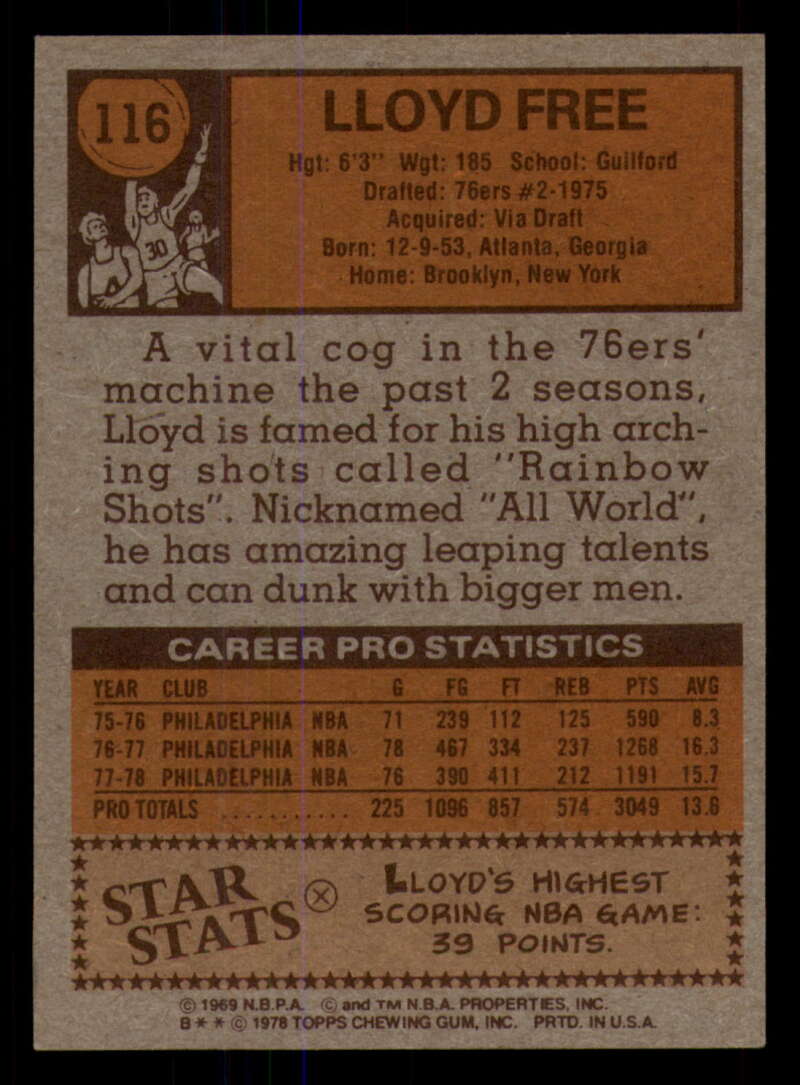 116
LLOYD FREE
Hgt: 6'3" Wgt: 185 School: Guilford
Drafted: 76ers #2-1975
Acquired: Via Draft
Born: 12-9-53, Atlanta, Georgia
Home: Brooklyn, New York
30
A vital cog in the 76ers'
machine the past 2 seasons,
Lloyd is famed for his high arch-
ing shots called "Rainbow
Shots". Nicknamed "All World",
he has amazing leaping talents
and can dunk with bigger men.
CAREER PRO STATISTICS
YEAR CLUB G FG FT REB PTS AVG
75-76 PHILADELPHIA NBA 71 239 112 125 590 8.3
76-77 PHILADELPHIA NBA 78 467 334 237 1268 16.3
77-78 PHILADELPHIA NBA 76 390 411 212 1191 15.7
PRO TOTALS ........... 225 1096 857 574 3049 13.6
STAR
STATS
LLOYD'S HIGHEST
SCORING NBA GAME:
39 POINTS.
© 1969 N.B.P.A. © and TM N.B.A. PROPERTIES, INC.
B * * © 1978 TOPPS CHEWING GUM, INC. PRTD. IN U.S.A.